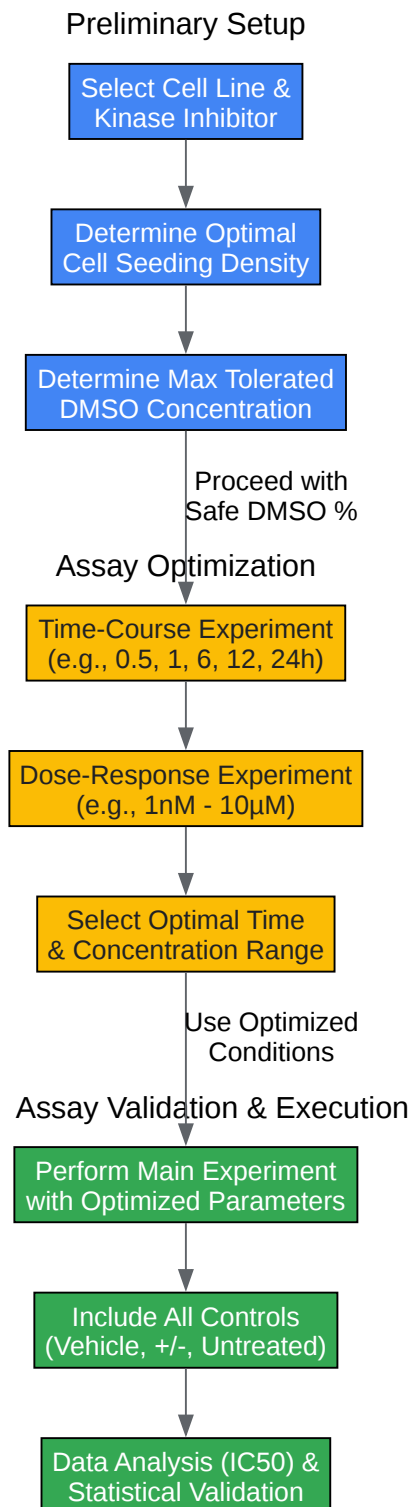 Preliminary Setup
Select Cell Line &
Kinase Inhibitor
Determine Optimal
Cell Seeding Density
Determine Max Tolerated
DMSO Concentration
Proceed with
Safe DMSO %
Assay Optimization
Time-Course Experiment
(e.g., 0.5, 1, 6, 12, 24h)
Dose-Response Experiment
(e.g., 1nM - 10µM)
Select Optimal Time
& Concentration Range
Use Optimized
Conditions
Assay Validation & Execution
Perform Main Experiment
with Optimized Parameters
Include All Controls
(Vehicle, +/-, Untreated)
Data Analysis (IC50) &
Statistical Validation